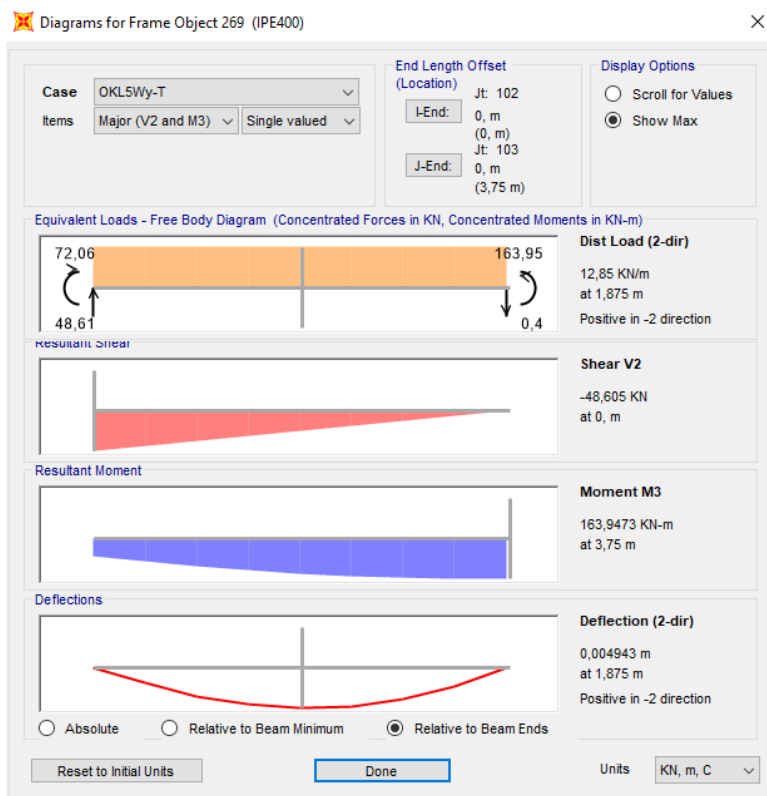 Diagrams for Frame Object 269 (IPE400)
Case OKL5Wy-T
Items Major (V2 and M3) Single valued
End Length Offset
(Location)
Jt: 102
I-End: 0, m
(0, m)
Jt: 103
J-End: 0, m
(3,75 m)
Display Options
Scroll for Values
Show Max
Equivalent Loads - Free Body Diagram (Concentrated Forces in KN, Concentrated Moments in KN-m)
72,06 163,95
48,61 0,4
Dist Load (2-dir)
12,85 KN/m
at 1,875 m
Positive in -2 direction
Resultant Shear
Shear V2
-48,605 KN
at 0, m
Resultant Moment
Moment M3
163,9473 KN-m
at 3,75 m
Deflections
Deflection (2-dir)
0,004943 m
at 1,875 m
Positive in -2 direction
Absolute Relative to Beam Minimum Relative to Beam Ends
Reset to Initial Units Done Units KN, m, C